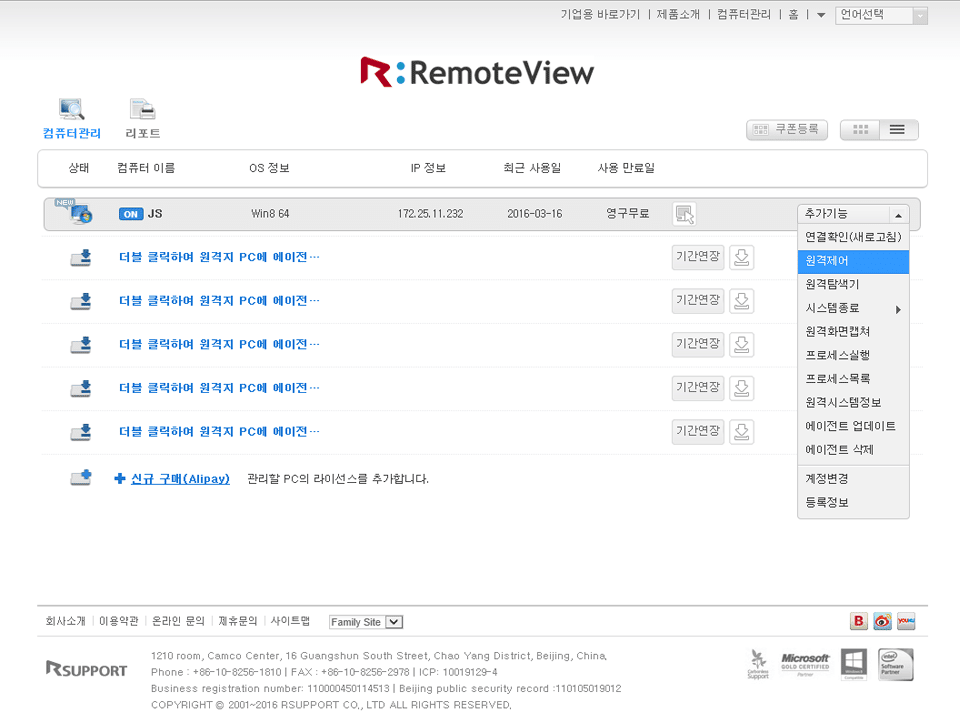 기업용 바로가기 | 제품소개 | 컴퓨터관리 | 홈 | 언어선택
RemoteView
컴퓨터관리 리포트
쿠폰등록
상태 컴퓨터 이름 OS 정보 IP 정보 최근 사용일 사용 만료일
NEW ON JS Win8 64 172.25.11.232 2016-03-16 영구무료 추가기능
연결확인(새로고침)
원격제어
원격탐색기
시스템종료
원격화면캡쳐
프로세스실행
프로세스목록
원격시스템정보
에이전트 업데이트
에이전트 삭제
계정변경
등록정보
더블 클릭하여 원격지 PC에 에이전… 기간연장
더블 클릭하여 원격지 PC에 에이전… 기간연장
더블 클릭하여 원격지 PC에 에이전… 기간연장
더블 클릭하여 원격지 PC에 에이전… 기간연장
더블 클릭하여 원격지 PC에 에이전… 기간연장
신규 구매(Alipay) 관리할 PC의 라이선스를 추가합니다.
회사소개 | 이용약관 | 온라인 문의 | 제휴문의 | 사이트맵 Family Site
RSUPPORT
1210 room, Camco Center, 16 Guangshun South Street, Chao Yang District, Beijing, China.
Phone : +86-10-8256-1810 | FAX : +86-10-8256-2978 | ICP: 10019129-4
Business registration number: 110000450114513 | Beijing public security record :110105019012
COPYRIGHT © 2001~2016 RSUPPORT CO., LTD ALL RIGHTS RESERVED.
Citrix Support
Microsoft
GOLD CERTIFIED
Partner
intel
Software
Partner